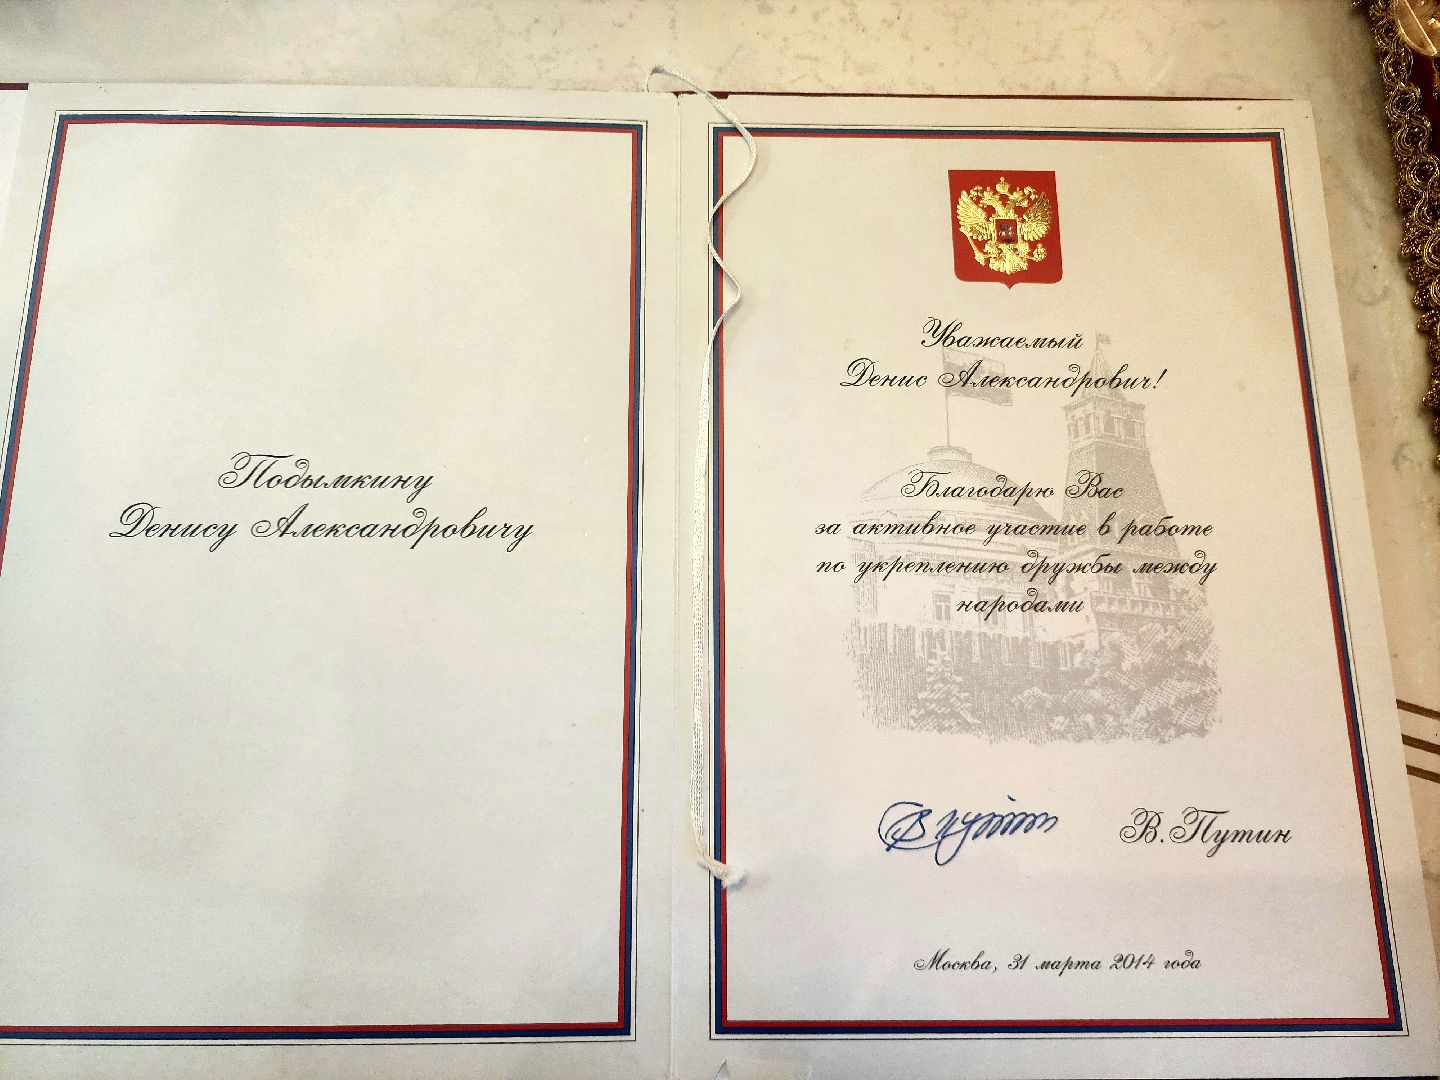 Подымкину
Денису Александровичу
Уважаемый
Денис Александрович!
Благодарю Вас
за активное участие в работе
по укреплению дружбы между
народами
В. Путин
Москва, 31 марта 2014 года